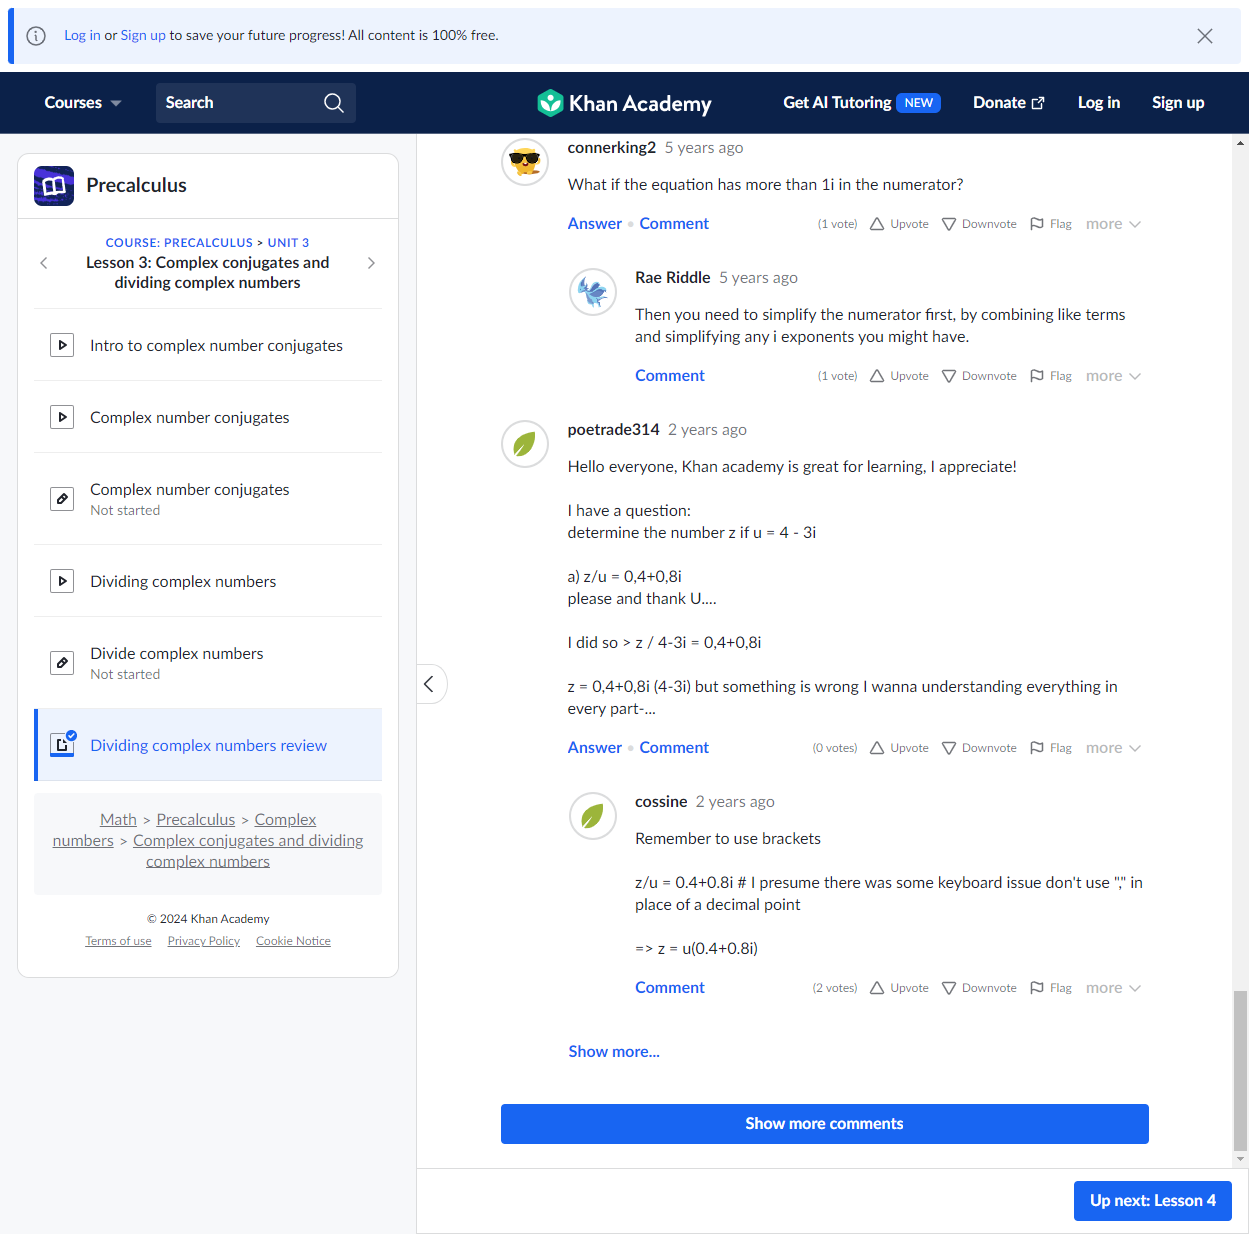 Log in or Sign up to save your future progress! All content is 100% free.
Courses
Search
Khan Academy
Get AI Tutoring NEW
Donate
Log in
Sign up
Precalculus
COURSE: PRECALCULUS > UNIT 3
Lesson 3: Complex conjugates and
dividing complex numbers
Intro to complex number conjugates
Complex number conjugates
Complex number conjugates
Not started
Dividing complex numbers
Divide complex numbers
Not started
Dividing complex numbers review
Math > Precalculus > Complex
numbers > Complex conjugates and dividing
complex numbers
© 2024 Khan Academy
Terms of use Privacy Policy Cookie Notice
connerking2 5 years ago
What if the equation has more than 1i in the numerator?
Answer • Comment (1 vote) Upvote Downvote Flag more
Rae Riddle 5 years ago
Then you need to simplify the numerator first, by combining like terms
and simplifying any i exponents you might have.
Comment (1 vote) Upvote Downvote Flag more
poetrade314 2 years ago
Hello everyone, Khan academy is great for learning, I appreciate!
I have a question:
determine the number z if u = 4 - 3i
a) z/u = 0,4+0,8i
please and thank U....
I did so > z / 4-3i = 0,4+0,8i
z = 0,4+0,8i (4-3i) but something is wrong I wanna understanding everything in
every part-...
Answer • Comment (0 votes) Upvote Downvote Flag more
cossine 2 years ago
Remember to use brackets
z/u = 0.4+0.8i # I presume there was some keyboard issue don't use "," in
place of a decimal point
=> z = u(0.4+0.8i)
Comment (2 votes) Upvote Downvote Flag more
Show more...
Show more comments
Up next: Lesson 4